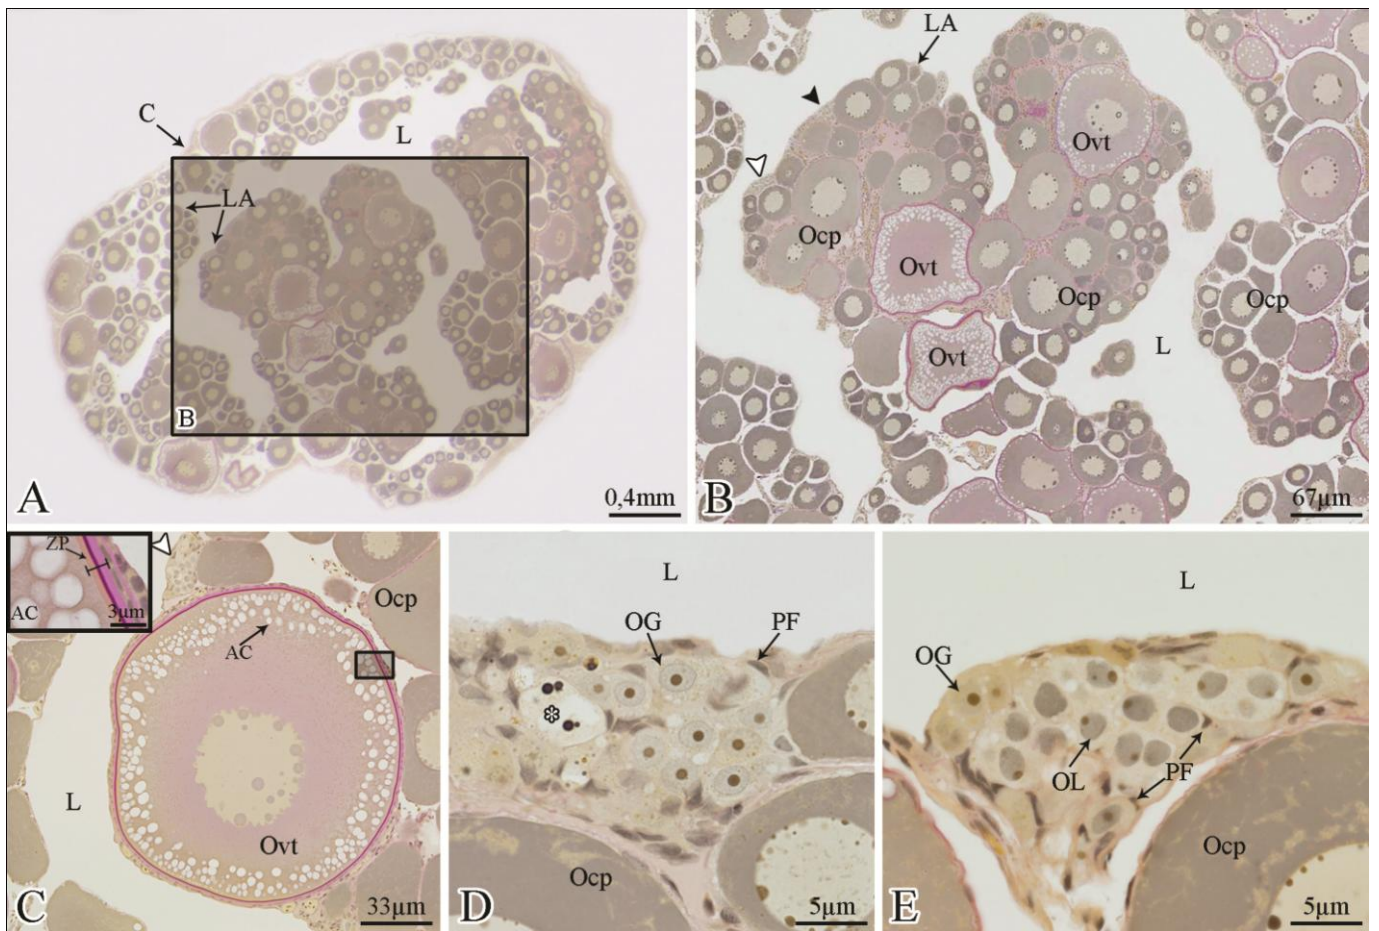 C
L
LA
B
A
0,4mm
LA
Ovt
Ocp
Ovt
Ocp
Ocp
Ovt
L
B
67µm
ZP
AC
3µm
Ocp
AC
L
Ovt
C
33µm
L
OG
PF
Ocp
D
5µm
L
OG
OL
PF
Ocp
E
5µm